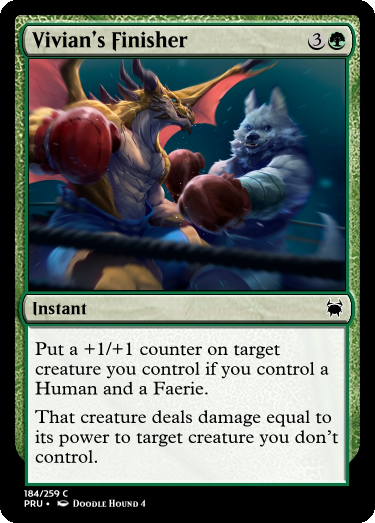 Vivian's Finisher 3
Instant
Put a +1/+1 counter on target
creature you control if you control a
Human and a Faerie.
That creature deals damage equal to
its power to target creature you don't
control.
184/259 C
PRU • Doodle Hound 4